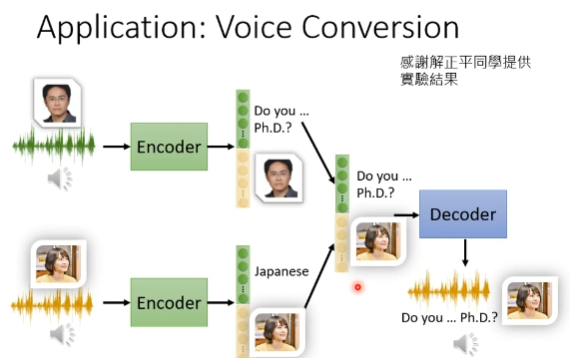 Application: Voice Conversion
感謝解正平同學提供
實驗結果
Encoder
Do you ...
Ph.D.?
Do you ...
Ph.D.?
Decoder
Encoder
Japanese
Do you ... Ph.D.?